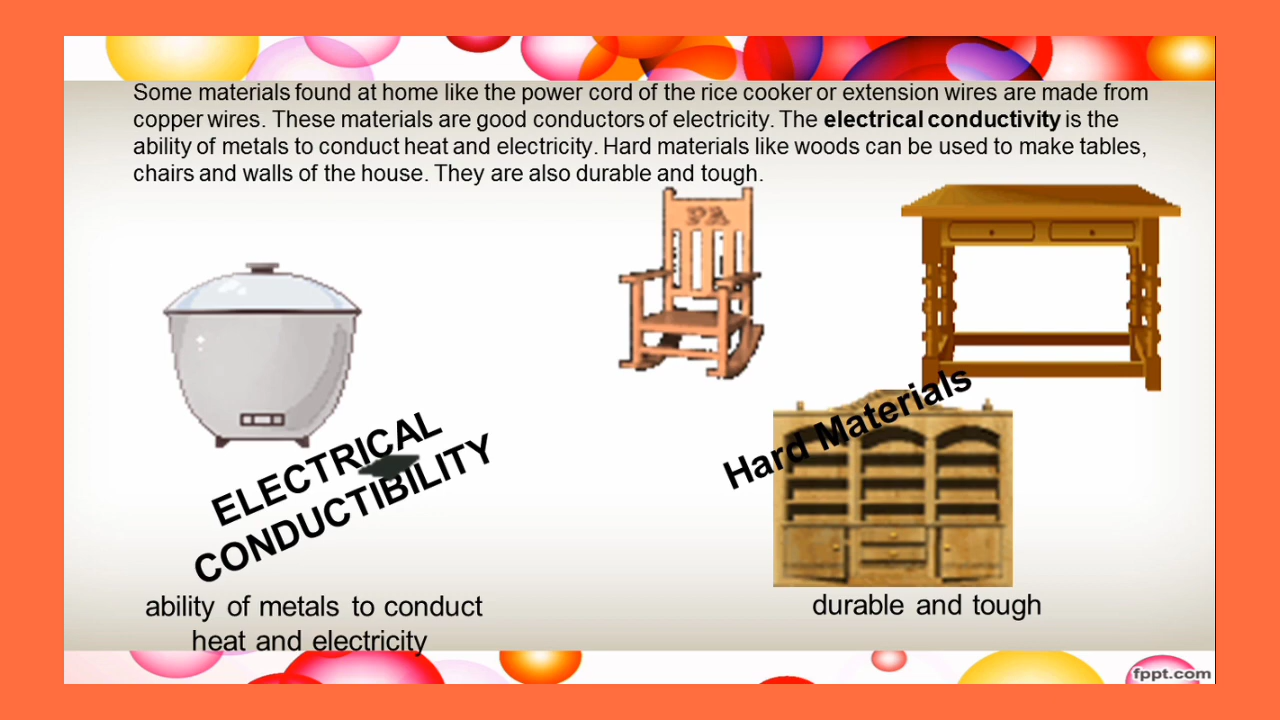 Some materials found at home like the power cord of the rice cooker or extension wires are made from
copper wires. These materials are good conductors of electricity. The electrical conductivity is the
ability of metals to conduct heat and electricity. Hard materials like woods can be used to make tables,
chairs and walls of the house. They are also durable and tough.
PA
ELECTRICAL
CONDUCTIBILITY
ability of metals to conduct
heat and electricity
Hard Materials
durable and tough
fppt.com